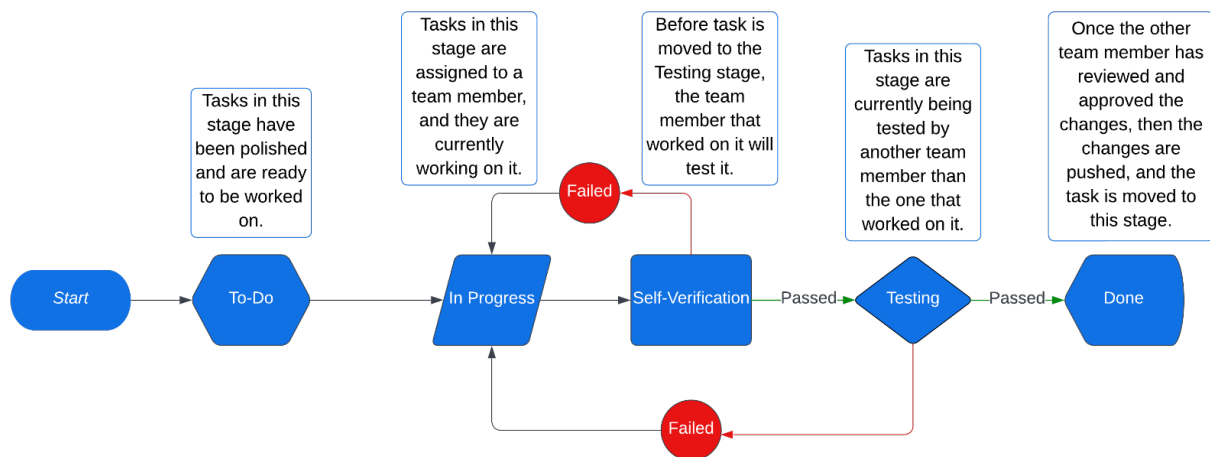 Tasks in this
stage have
been polished
and are ready
to be worked
on.
Tasks in this
stage are
assigned to a
team member,
and they are
currently
working on it.
Before task is
moved to the
Testing stage,
the team
member that
worked on it will
test it.
Tasks in this
stage are
currently being
tested by
another team
member than
the one that
worked on it.
Once the other
team member has
reviewed and
approved the
changes, then the
changes are
pushed, and the
task is moved to
this stage.
Failed
Start
To-Do
In Progress
Self-Verification
Passed
Testing
Passed
Done
Failed